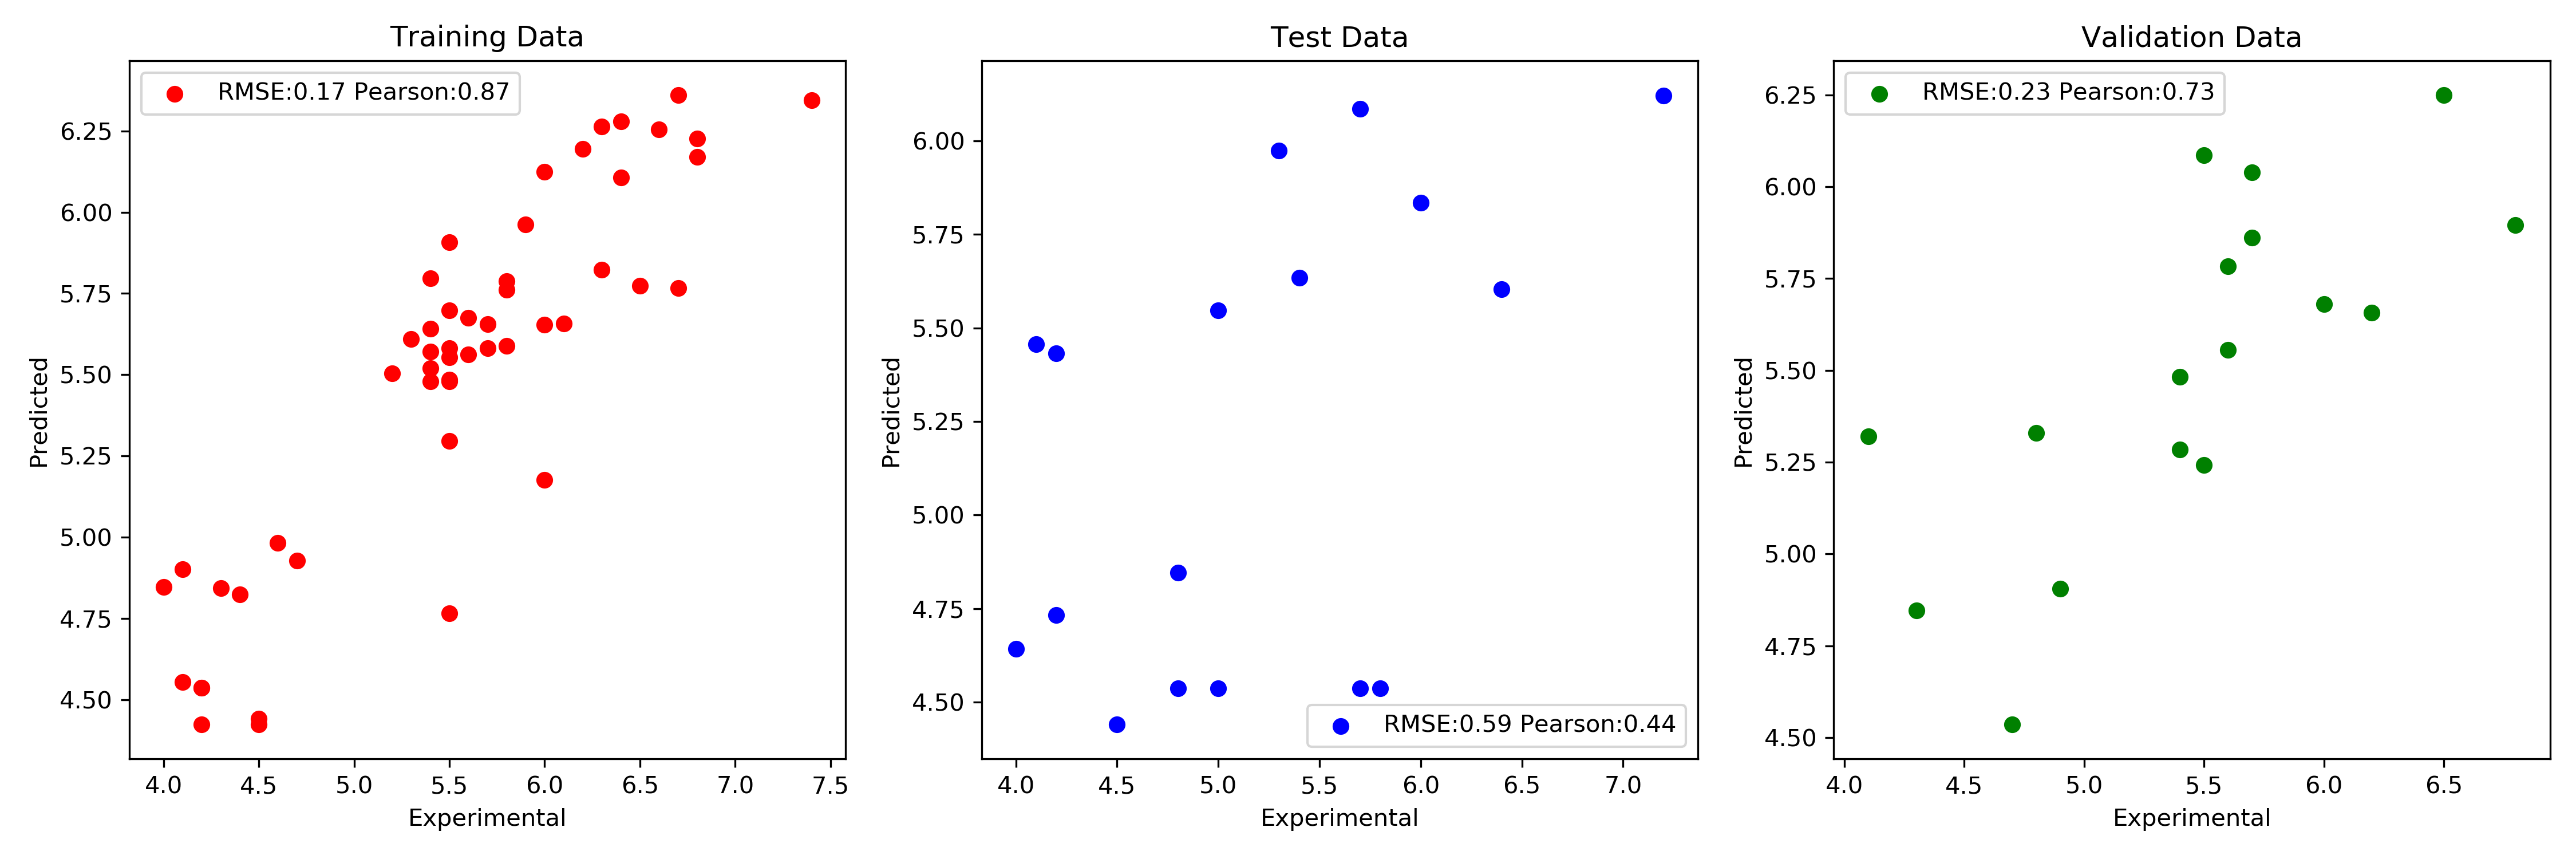 Training Data
RMSE:0.17 Pearson:0.87
6.25
6.00
5.75
5.50
5.25
5.00
4.75
4.50
Predicted
4.0 4.5 5.0 5.5 6.0 6.5 7.0 7.5
Experimental
Test Data
6.00
5.75
5.50
5.25
5.00
4.75
4.50
Predicted
RMSE:0.59 Pearson:0.44
4.0 4.5 5.0 5.5 6.0 6.5 7.0
Experimental
Validation Data
RMSE:0.23 Pearson:0.73
6.25
6.00
5.75
5.50
5.25
5.00
4.75
4.50
Predicted
4.0 4.5 5.0 5.5 6.0 6.5
Experimental